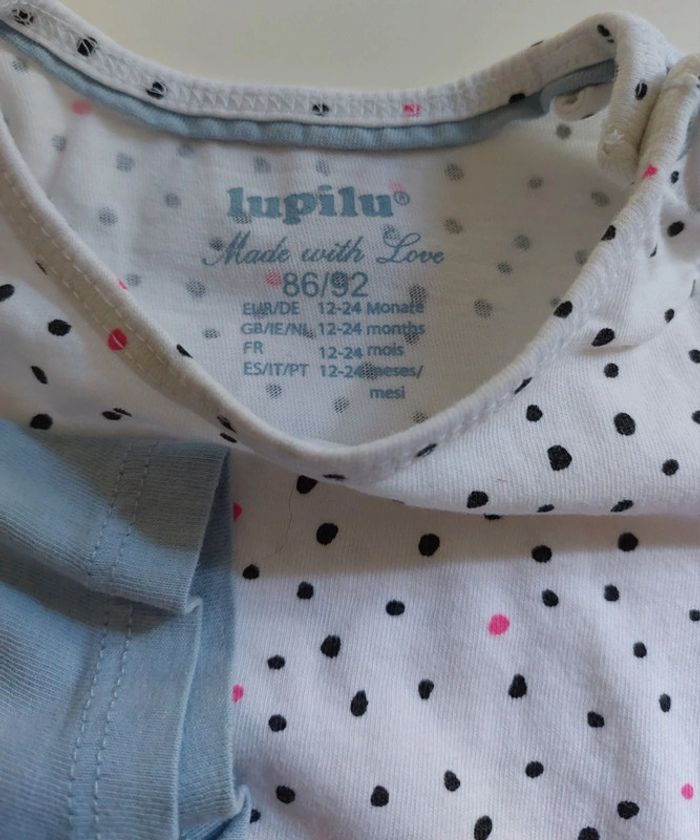 lupilu®
Made with Love
86/92
EUR/DE 12-24 Monate
GB/IE/NL 12-24 months
FR 12-24 mois
ES/IT/PT 12-24 meses/
mesi